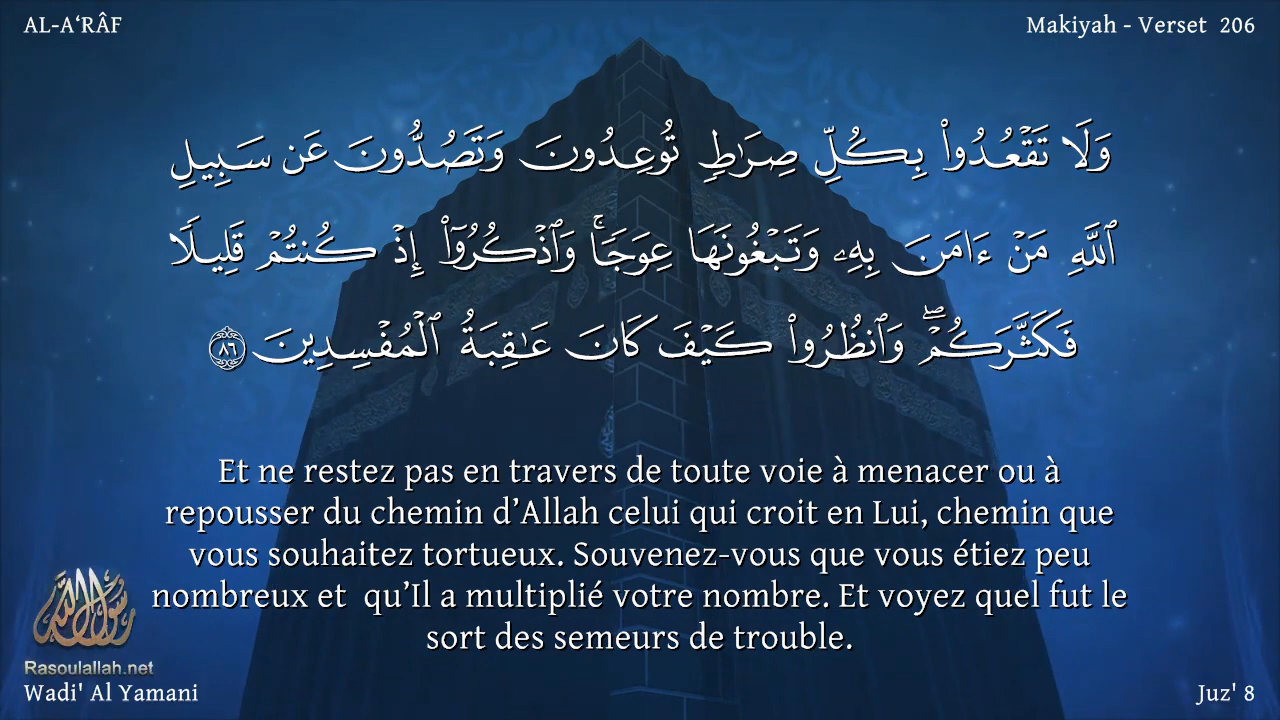 AL-A‘RÂF
Makiyah - Verset 206
وَلَا تَقْعُدُوا۟ بِكُلِّ صِرَٰطٍ تُوعِدُونَ وَتَصُدُّونَ عَن سَبِيلِ
ٱللَّهِ مَنْ ءَامَنَ بِهِۦ وَتَبْغُونَهَا عِوَجًا ۚ وَٱذْكُرُوٓا۟ إِذْ كُنتُمْ قَلِيلًا
فَكَثَّرَكُمْ ۖ وَٱنظُرُوا۟ كَيْفَ كَانَ عَـٰقِبَةُ ٱلْمُفْسِدِينَ ٨٦
Et ne restez pas en travers de toute voie à menacer ou à
repousser du chemin d’Allah celui qui croit en Lui, chemin que
vous souhaitez tortueux. Souvenez-vous que vous étiez peu
nombreux et qu’Il a multiplié votre nombre. Et voyez quel fut le
sort des semeurs de trouble.
رسول الله
Rasoulallah.net
Wadi' Al Yamani
Juz' 8